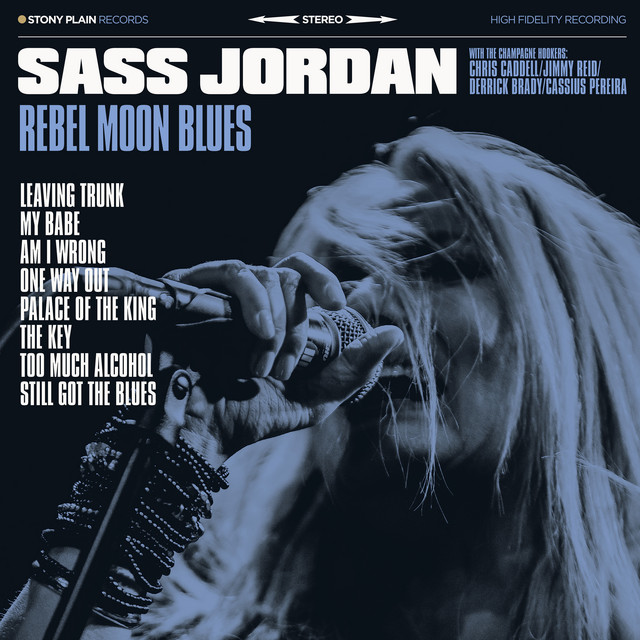 STONY PLAIN RECORDS
STEREO
HIGH FIDELITY RECORDING
SASS JORDAN
WITH THE CHAMPAGNE HOOKERS:
CHRIS CADDELL/JIMMY REID/
DERRICK BRADY/CASSIUS PEREIRA
REBEL MOON BLUES
LEAVING TRUNK
MY BABE
AM I WRONG
ONE WAY OUT
PALACE OF THE KING
THE KEY
TOO MUCH ALCOHOL
STILL GOT THE BLUES